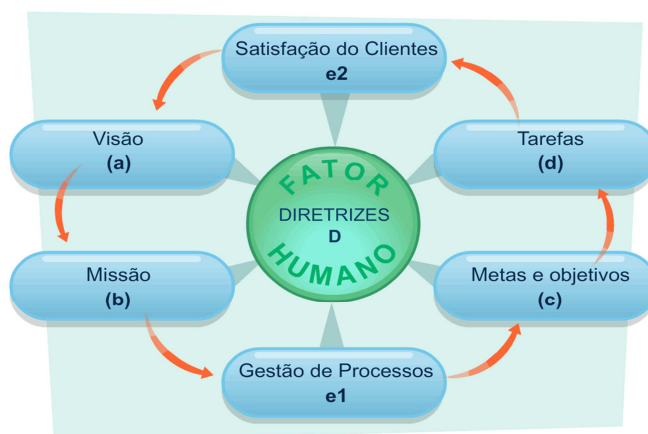 Satisfação do Clientes
e2
Visão
(a)
Tarefas
(d)
FATOR
DIRETRIZES
D
HUMANO
Missão
(b)
Metas e objetivos
(c)
Gestão de Processos
e1